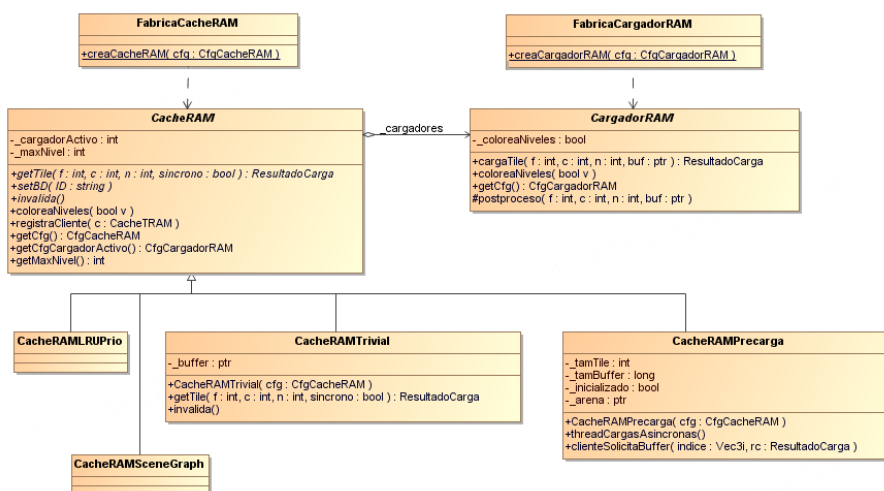 FabricaCacheRAM
+creaCacheRAM( cfg : CfgCacheRAM )
FabricaCargadorRAM
+creaCargadorRAM( cfg : CfgCargadorRAM )
CacheRAM
-_cargadorActivo : int
-_maxNivel : int
+getTile( f : int, c : int, n : int, sincrono : bool ) : ResultadoCarga
+setBD( ID : string )
+invalida()
+coloreaNiveles( bool v )
+registraCliente( c : CacheTRAM )
+getCfg() : CfgCacheRAM
+getCfgCargadorActivo() : CfgCargadorRAM
+getMaxNivel() : int
_cargadores
CargadorRAM
-_coloreaNiveles : bool
+cargaTile( f : int, c : int, n : int, buf : ptr ) : ResultadoCarga
+coloreaNiveles( bool v )
+getCfg() : CfgCargadorRAM
#postproceso( f : int, c : int, n : int, buf : ptr )
CacheRAMLRUPrio
CacheRAMTrivial
-_buffer : ptr
+CacheRAMTrivial( cfg : CfgCacheRAM )
+getTile( f : int, c : int, n : int, sincrono : bool ) : ResultadoCarga
+invalida()
CacheRAMPrecarga
-_tamTile : int
-_tamBuffer : long
-_inicializado : bool
-_arena : ptr
+CacheRAMPrecarga( cfg : CfgCacheRAM )
+threadCargasAsincronas()
+clienteSolicitaBuffer( indice : Vec3i, rc : ResultadoCarga )
CacheRAMSceneGraph